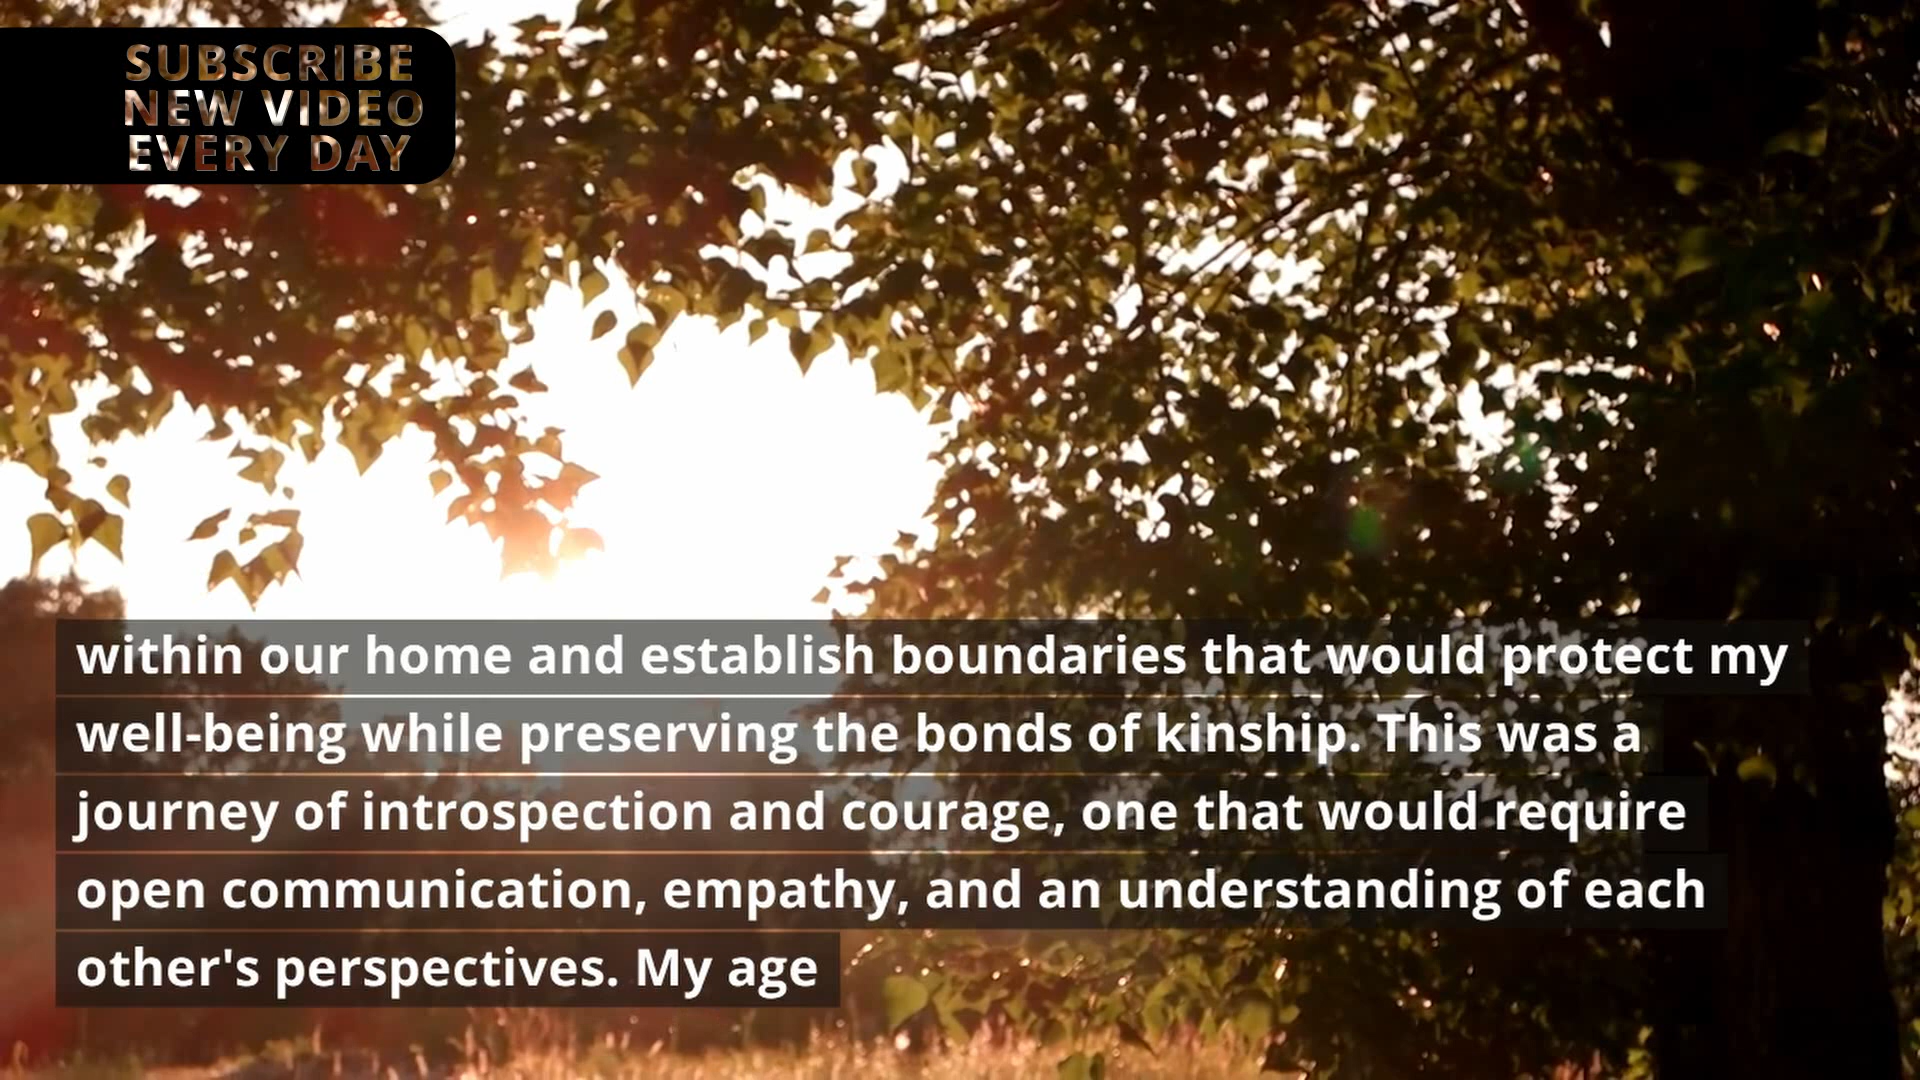 SUBSCRIBE
NEW VIDEO
EVERY DAY
within our home and establish boundaries that would protect my
well-being while preserving the bonds of kinship. This was a
journey of introspection and courage, one that would require
open communication, empathy, and an understanding of each
other's perspectives. My age